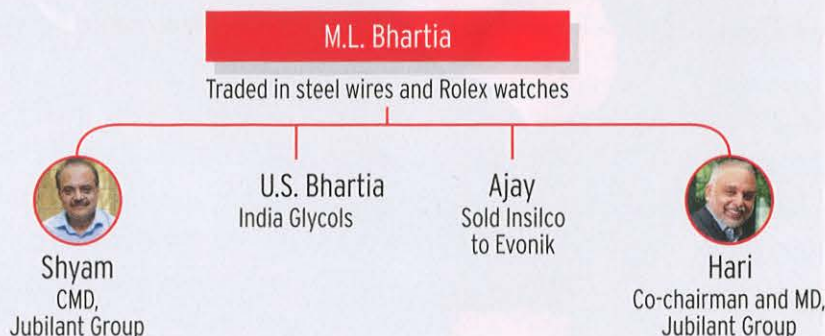 M.L. Bhartia
Traded in steel wires and Rolex watches
Shyam
CMD,
Jubilant Group
U.S. Bhartia
India Glycols
Ajay
Sold Insilco
to Evonik
Hari
Co-chairman and MD,
Jubilant Group